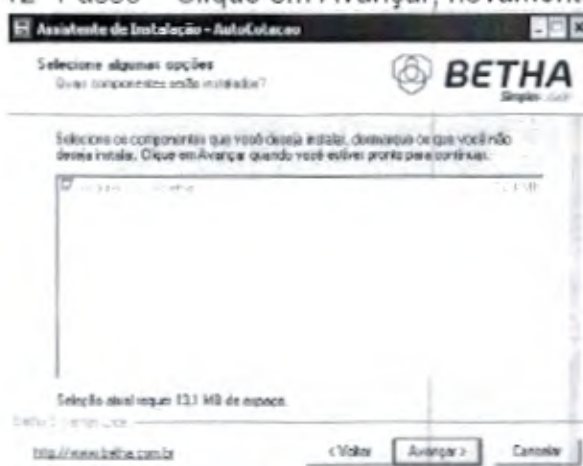 12º Passo - Clique em Avançar, novamente
Assistente de Instalação - AutoCotacao
Selecione algumas opções
Quais componentes serão instalados?
BETHA
Selecione os componentes que você deseja instalar, desmarque os que você não
deseja instalar. Clique em Avançar quando você estiver pronto para continuar.
Seleção atual requer 13,1 MB de espaço.
http://www.betha.com.br
< Voltar
Avançar >
Cancelar